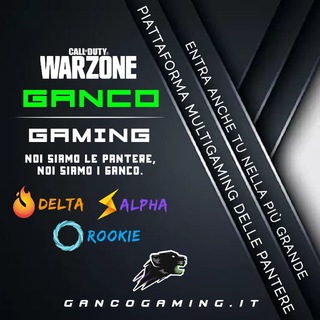 CALL OF DUTY
WARZONE
GANCO
GAMING
NOI SIAMO LE PANTERE,
NOI SIAMO I GANCO.
DELTA
ALPHA
ROOKIE
ENTRA ANCHE TU NELLA PIÙ GRANDE
PIATTAFORMA MULTIGAMING DELLE PANTERE
GANCOGAMING.IT